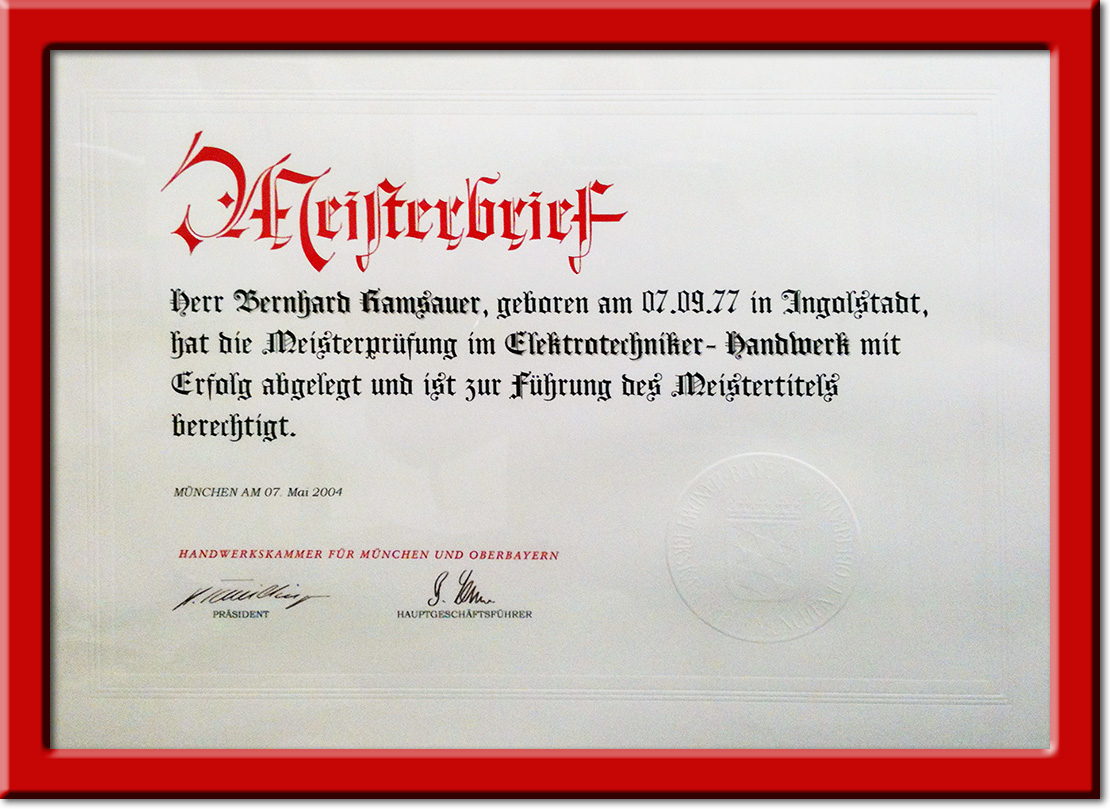 Meisterbrief
Herr Bernhard Ramsauer, geboren am 07.09.77 in Ingolstadt,
hat die Meisterprüfung im Elektrotechniker- Handwerk mit
Erfolg abgelegt und ist zur Führung des Meistertitels
berechtigt.
MÜNCHEN AM 07. Mai 2004
HANDWERKSKAMMER FÜR MÜNCHEN UND OBERBAYERN
PRÄSIDENT HAUPTGESCHÄFTSFÜHRER